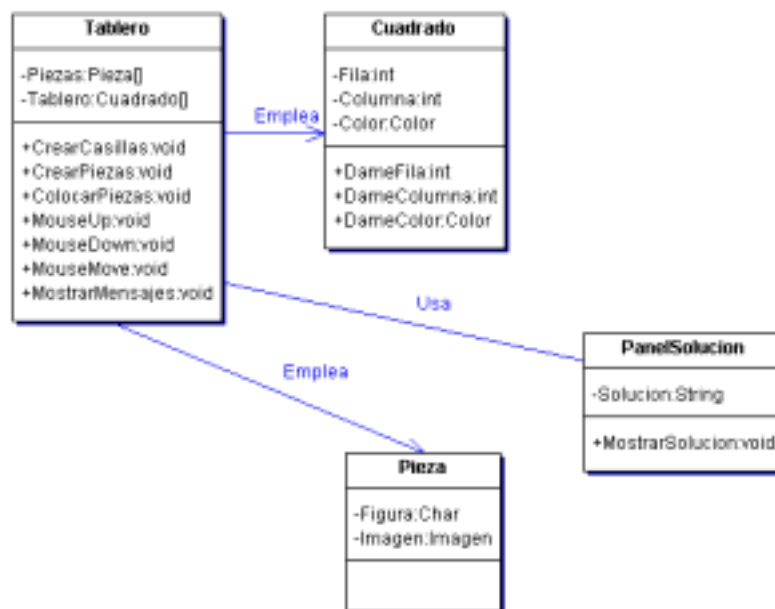 Tablero
-Piezas:Pieza[]
-Tablero:Cuadrado[]
+CrearCasillas:void
+CrearPiezas:void
+ColocarPiezas:void
+MouseUp:void
+MouseDown:void
+MouseMove:void
+MostrarMensajes:void
Emplea
Cuadrado
-Fila:int
-Columna:int
-Color:Color
+DameFila:int
+DameColumna:int
+DameColor:Color
Usa
PanelSolucion
-Solucion:String
+MostrarSolucion:void
Emplea
Pieza
-Figura:Char
-Imagen:Imagen